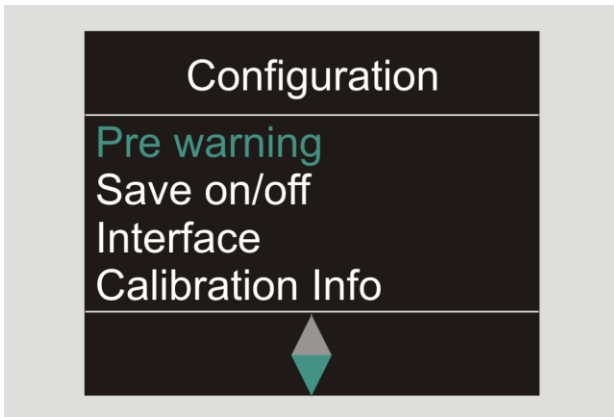 Configuration
Pre warning
Save on/off
Interface
Calibration Info